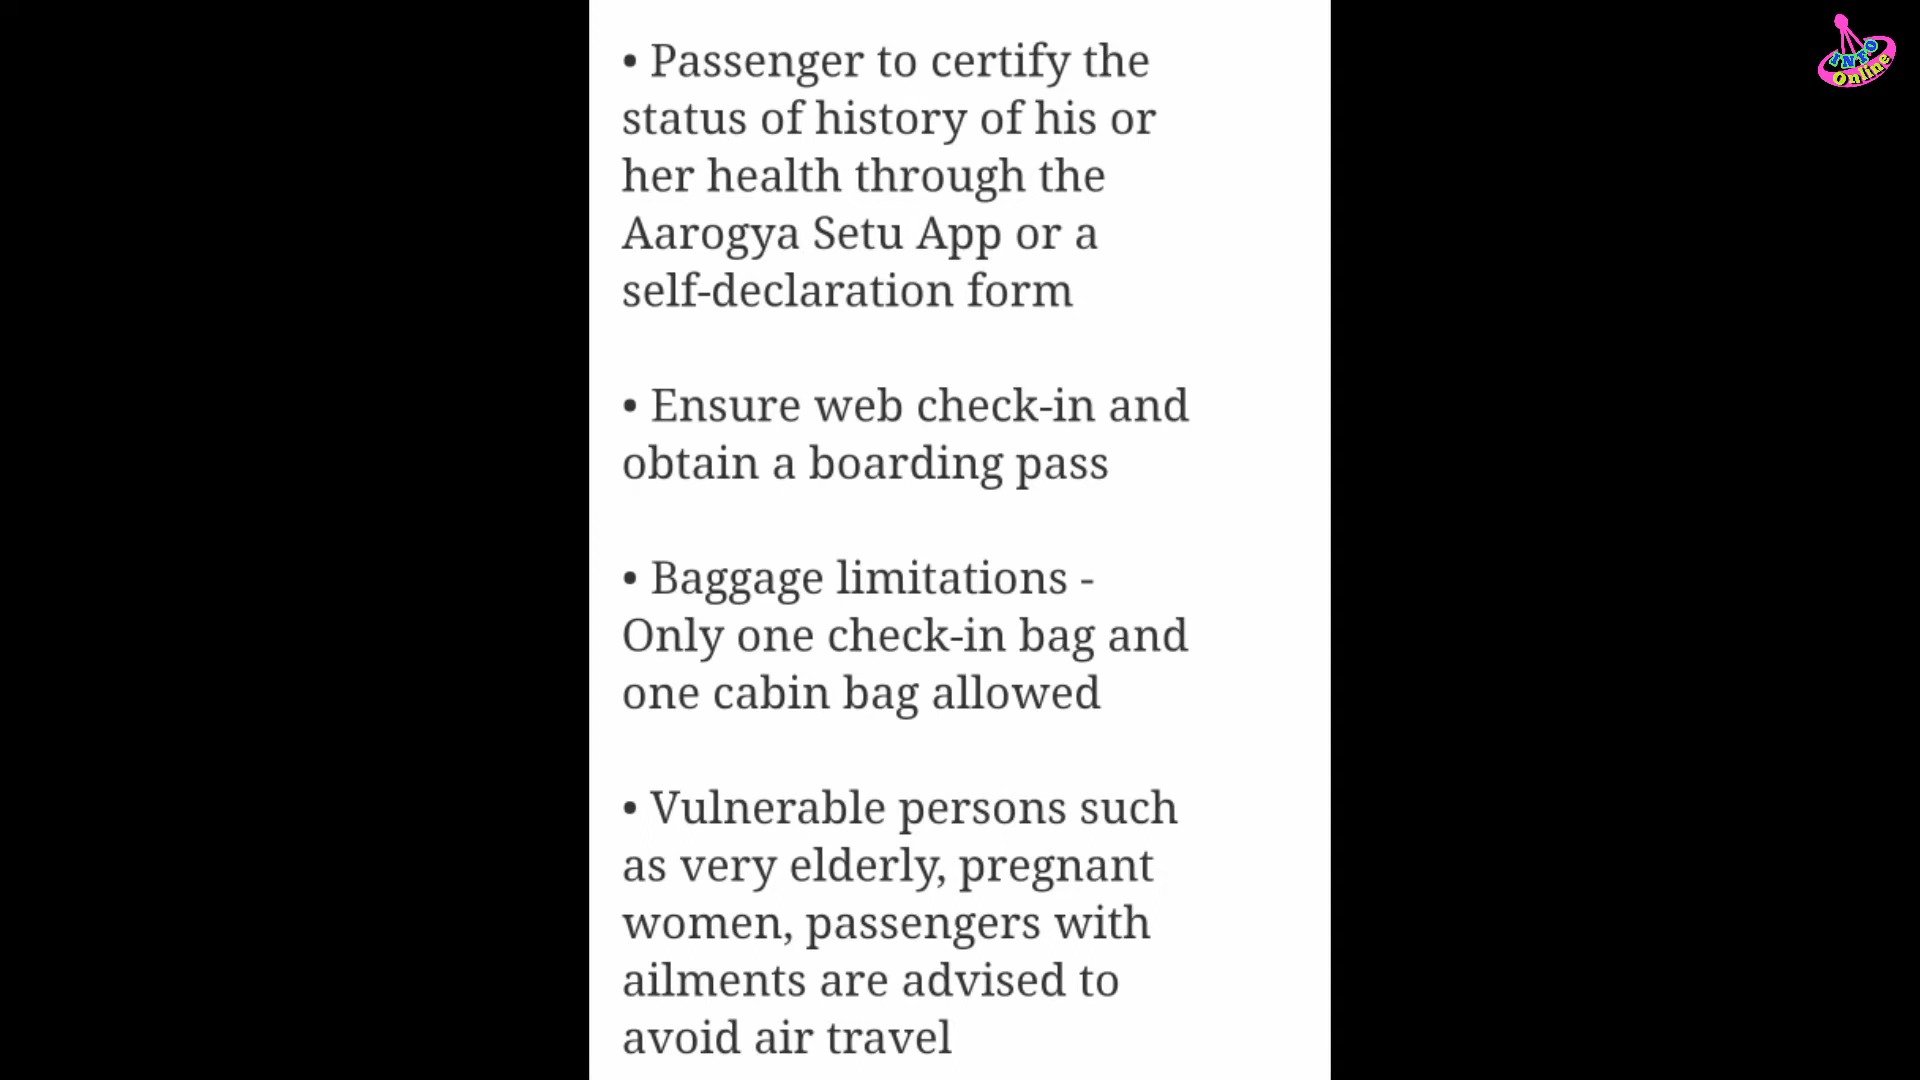 • Passenger to certify the
status of history of his or
her health through the
Aarogya Setu App or a
self-declaration form
• Ensure web check-in and
obtain a boarding pass
• Baggage limitations -
Only one check-in bag and
one cabin bag allowed
• Vulnerable persons such
as very elderly, pregnant
women, passengers with
ailments are advised to
avoid air travel
INFO
Online